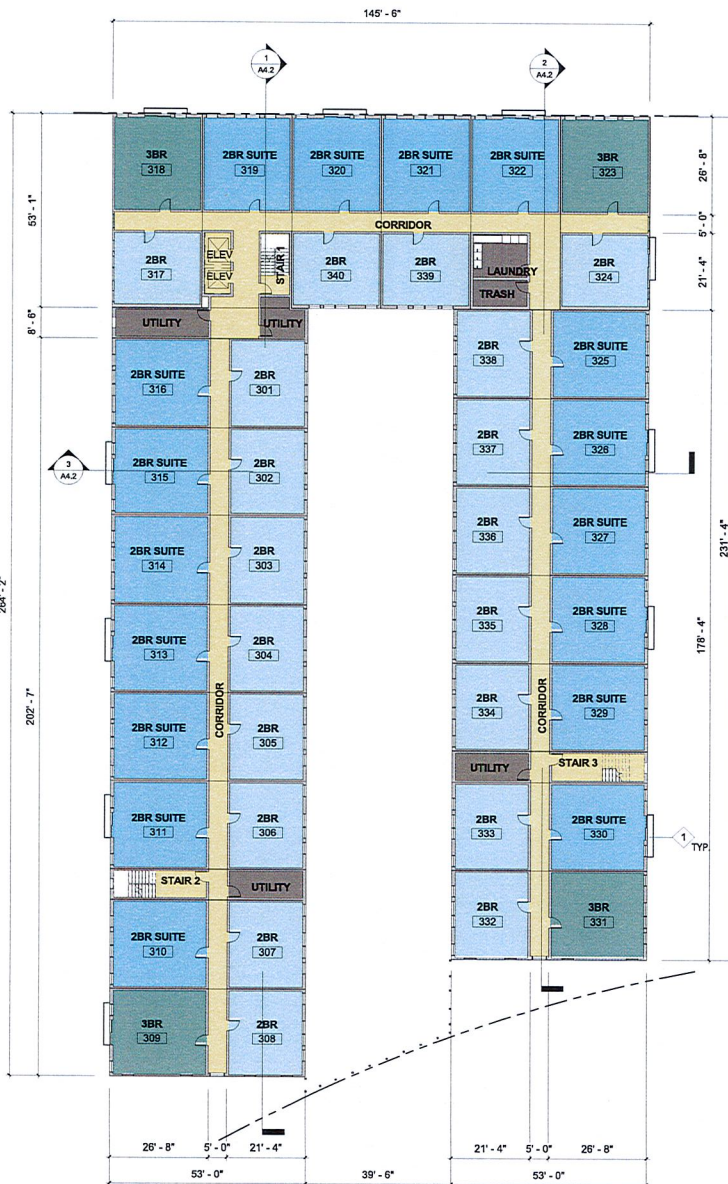 145' - 6"
1
A4.2
2
A4.2
3BR
318
2BR SUITE
319
2BR SUITE
320
2BR SUITE
321
2BR SUITE
322
3BR
323
26' - 8"
53' - 1"
CORRIDOR
5' - 0"
2BR
317
ELEV
ELEV
STAIR 1
2BR
340
2BR
339
LAUNDRY
TRASH
2BR
324
21' - 4"
8' - 6"
UTILITY
UTILITY
2BR SUITE
316
2BR
301
2BR
338
2BR SUITE
325
3
A4.2
2BR SUITE
315
2BR
302
2BR
337
2BR SUITE
326
2BR SUITE
314
2BR
303
2BR
336
2BR SUITE
327
231' - 4"
264' - 2"
2BR SUITE
313
2BR
304
2BR
335
2BR SUITE
328
178' - 4"
202' - 7"
CORRIDOR
CORRIDOR
2BR SUITE
312
2BR
305
2BR
334
2BR SUITE
329
UTILITY
STAIR 3
2BR SUITE
311
2BR
306
2BR
333
2BR SUITE
330
1
TYP.
STAIR 2
UTILITY
2BR SUITE
310
2BR
307
2BR
332
3BR
331
3BR
309
2BR
308
26' - 8"
5' - 0"
21' - 4"
21' - 4"
5' - 0"
26' - 8"
53' - 0"
39' - 6"
53' - 0"